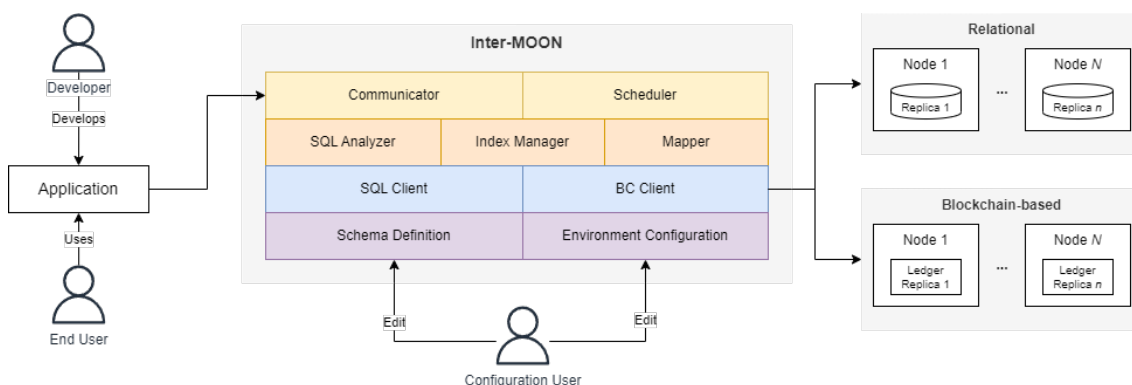 Developer
Develops
Application
Uses
End User
Inter-MOON
Communicator
Scheduler
SQL Analyzer
Index Manager
Mapper
SQL Client
BC Client
Schema Definition
Environment Configuration
Edit
Edit
Configuration User
Relational
Node 1
Replica 1
...
Node N
Replica n
Blockchain-based
Node 1
Ledger
Replica 1
...
Node N
Ledger
Replica n